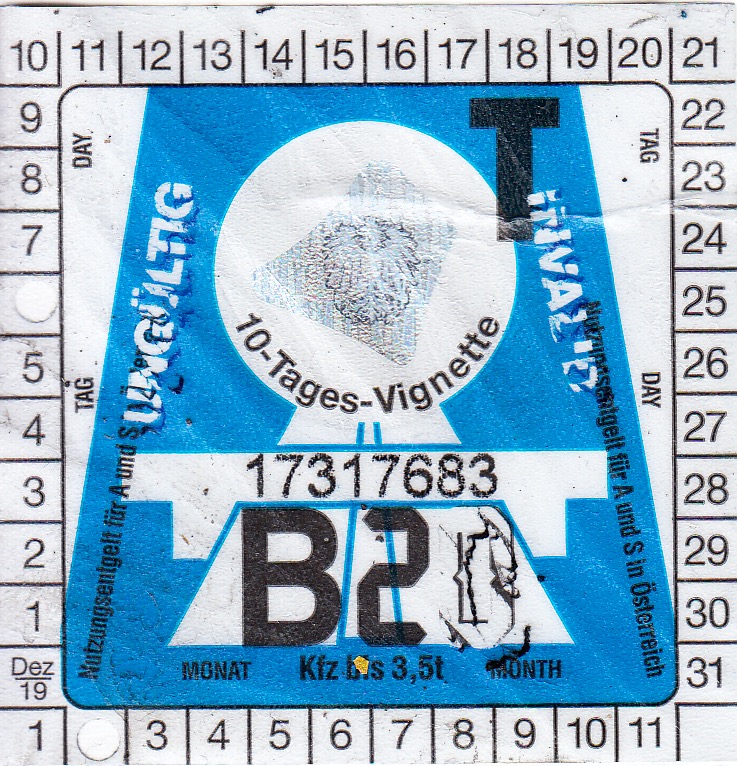 10 11 12 13 14 15 16 17 18 19 20 21
9 DAY T TAG 22
8 23
7 24
UNGÜLTIG
25
10-Tages-Vignette
5 TAG DAY 26
4 27
17317683
3 28
2 29
B2
1 30
Nutzungsentgelt für A und S
Nutzungsentgelt für A und S in Österreich
Dez
19
MONAT Kfz bis 3,5t MONTH
31
1 3 4 5 6 7 8 9 10 11